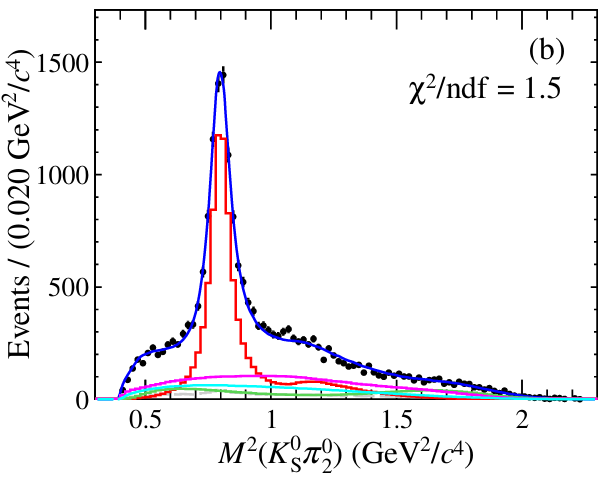 (b)
χ²/ndf = 1.5
Events / (0.020 GeV²/c⁴)
1500
1000
500
0
0.5 1 1.5 2
M²(K⁰_S π⁰₂) (GeV²/c⁴)